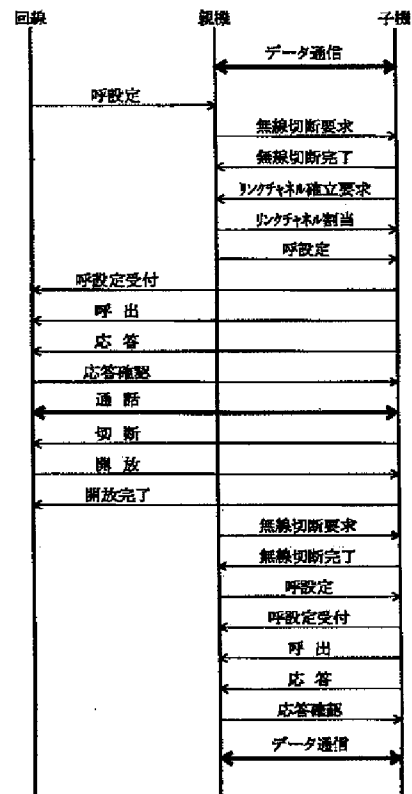 回線 親機 子機
データ通信
呼設定
無線切断要求
無線切断完了
リンクチャネル確立要求
リンクチャネル割当
呼設定
呼設定受付
呼出
応答
応答確認
通話
切断
開放
開放完了
無線切断要求
無線切断完了
呼設定
呼設定受付
呼出
応答
応答確認
データ通信